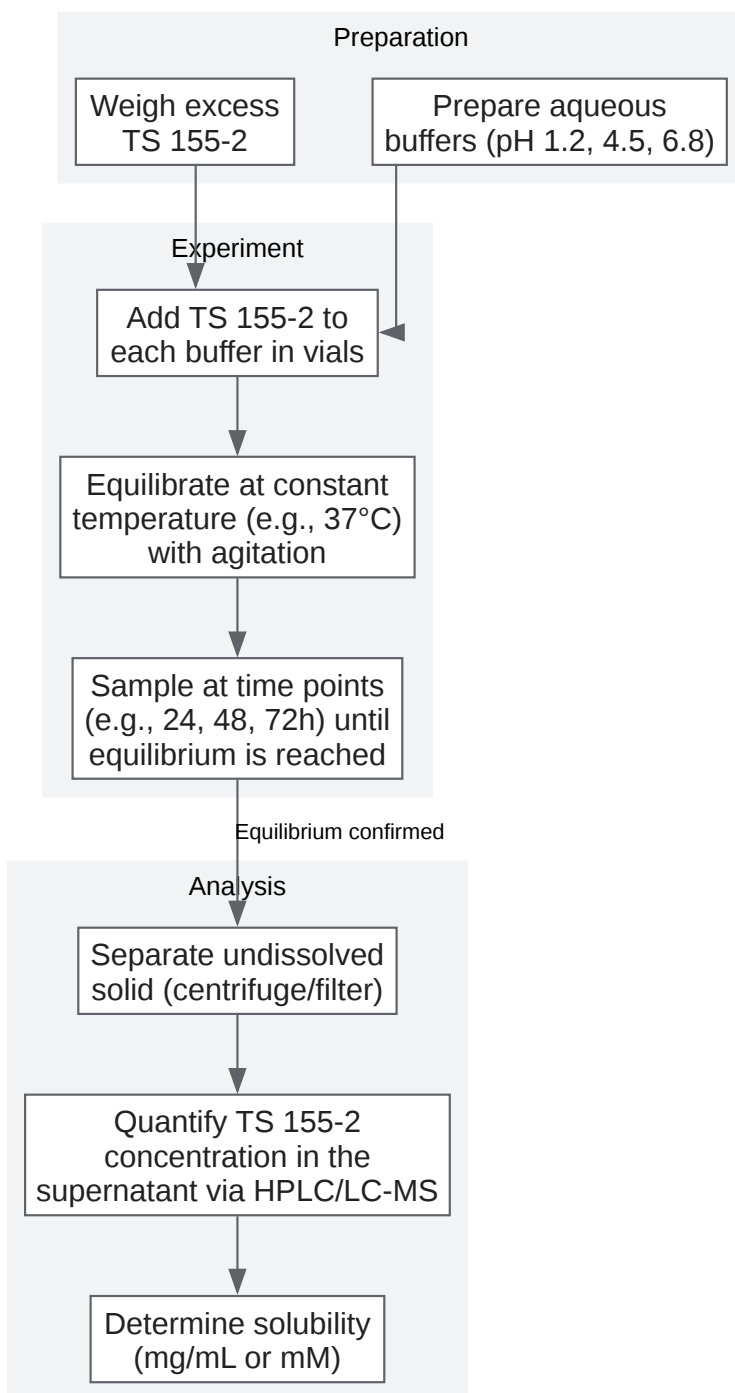 Preparation
Weigh excess
TS 155-2
Prepare aqueous
buffers (pH 1.2, 4.5, 6.8)
Experiment
Add TS 155-2 to
each buffer in vials
Equilibrate at constant
temperature (e.g., 37°C)
with agitation
Sample at time points
(e.g., 24, 48, 72h) until
equilibrium is reached
Equilibrium confirmed
Analysis
Separate undissolved
solid (centrifuge/filter)
Quantify TS 155-2
concentration in the
supernatant via HPLC/LC-MS
Determine solubility
(mg/mL or mM)